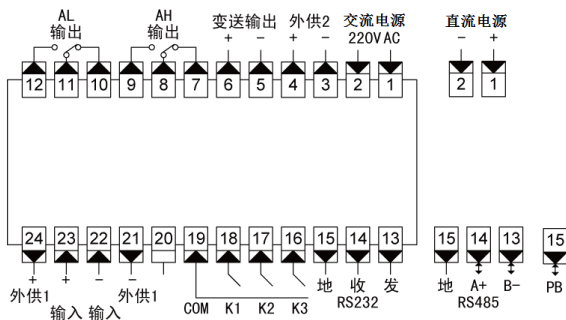 AL 输出 AH 输出 变送输出 外供2 交流电源 直流电源
+ − + − 220V AC − +
12 11 10 9 8 7 6 5 4 3 2 1 2 1
24 23 22 21 20 19 18 17 16 15 14 13 15 14 13 15
+ + − − 地 收 发 地 A+ B- PB
外供1 输入 输入 外供1 COM K1 K2 K3 RS232 RS485